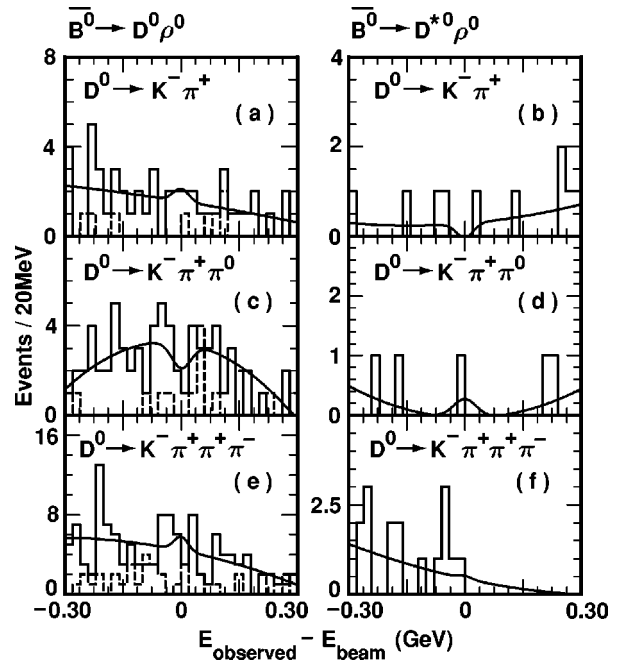 B̅⁰ → D⁰ρ⁰
B̅⁰ → D*⁰ρ⁰
8
4
0
D⁰ → K⁻π⁺
(a)
4
2
0
D⁰ → K⁻π⁺
(b)
8
4
0
D⁰ → K⁻π⁺π⁰
(c)
2
1
0
D⁰ → K⁻π⁺π⁰
(d)
16
8
0
D⁰ → K⁻π⁺π⁺π⁻
(e)
2.5
0
D⁰ → K⁻π⁺π⁺π⁻
(f)
Events / 20MeV
−0.30 0 0.30
−0.30 0 0.30
E_observed − E_beam (GeV)